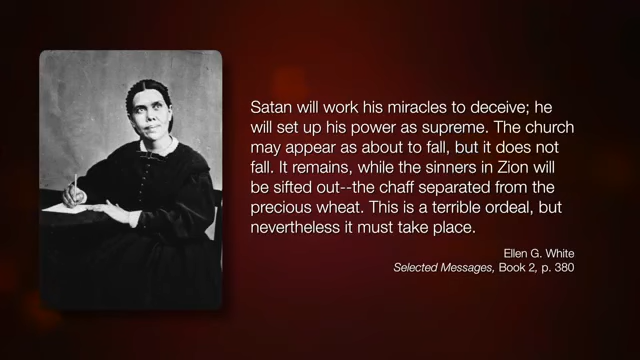 Satan will work his miracles to deceive; he
will set up his power as supreme. The church
may appear as about to fall, but it does not
fall. It remains, while the sinners in Zion will
be sifted out--the chaff separated from the
precious wheat. This is a terrible ordeal, but
nevertheless it must take place.
Ellen G. White
Selected Messages, Book 2, p. 380